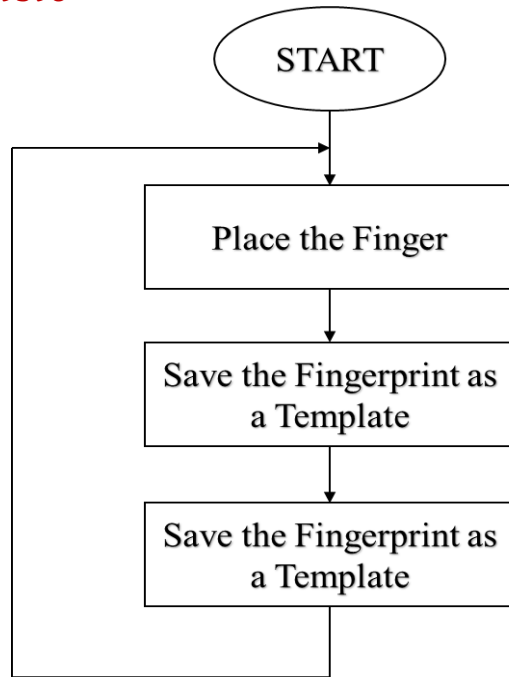 START
Place the Finger
Save the Fingerprint as
a Template
Save the Fingerprint as
a Template